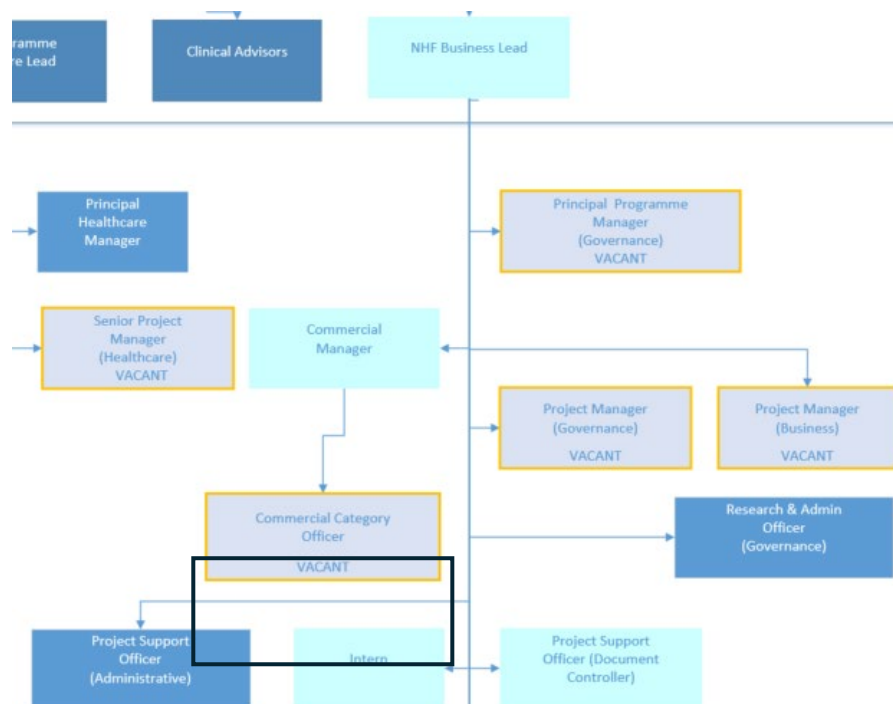 ramme
re Lead
Clinical Advisors
NHF Business Lead
Principal
Healthcare
Manager
Principal Programme
Manager
(Governance)
VACANT
Senior Project
Manager
(Healthcare)
VACANT
Commercial
Manager
Project Manager
(Governance)
VACANT
Project Manager
(Business)
VACANT
Commercial Category
Officer
VACANT
Research & Admin
Officer
(Governance)
Project Support
Officer
(Administrative)
Intern
Project Support
Officer (Document
Controller)